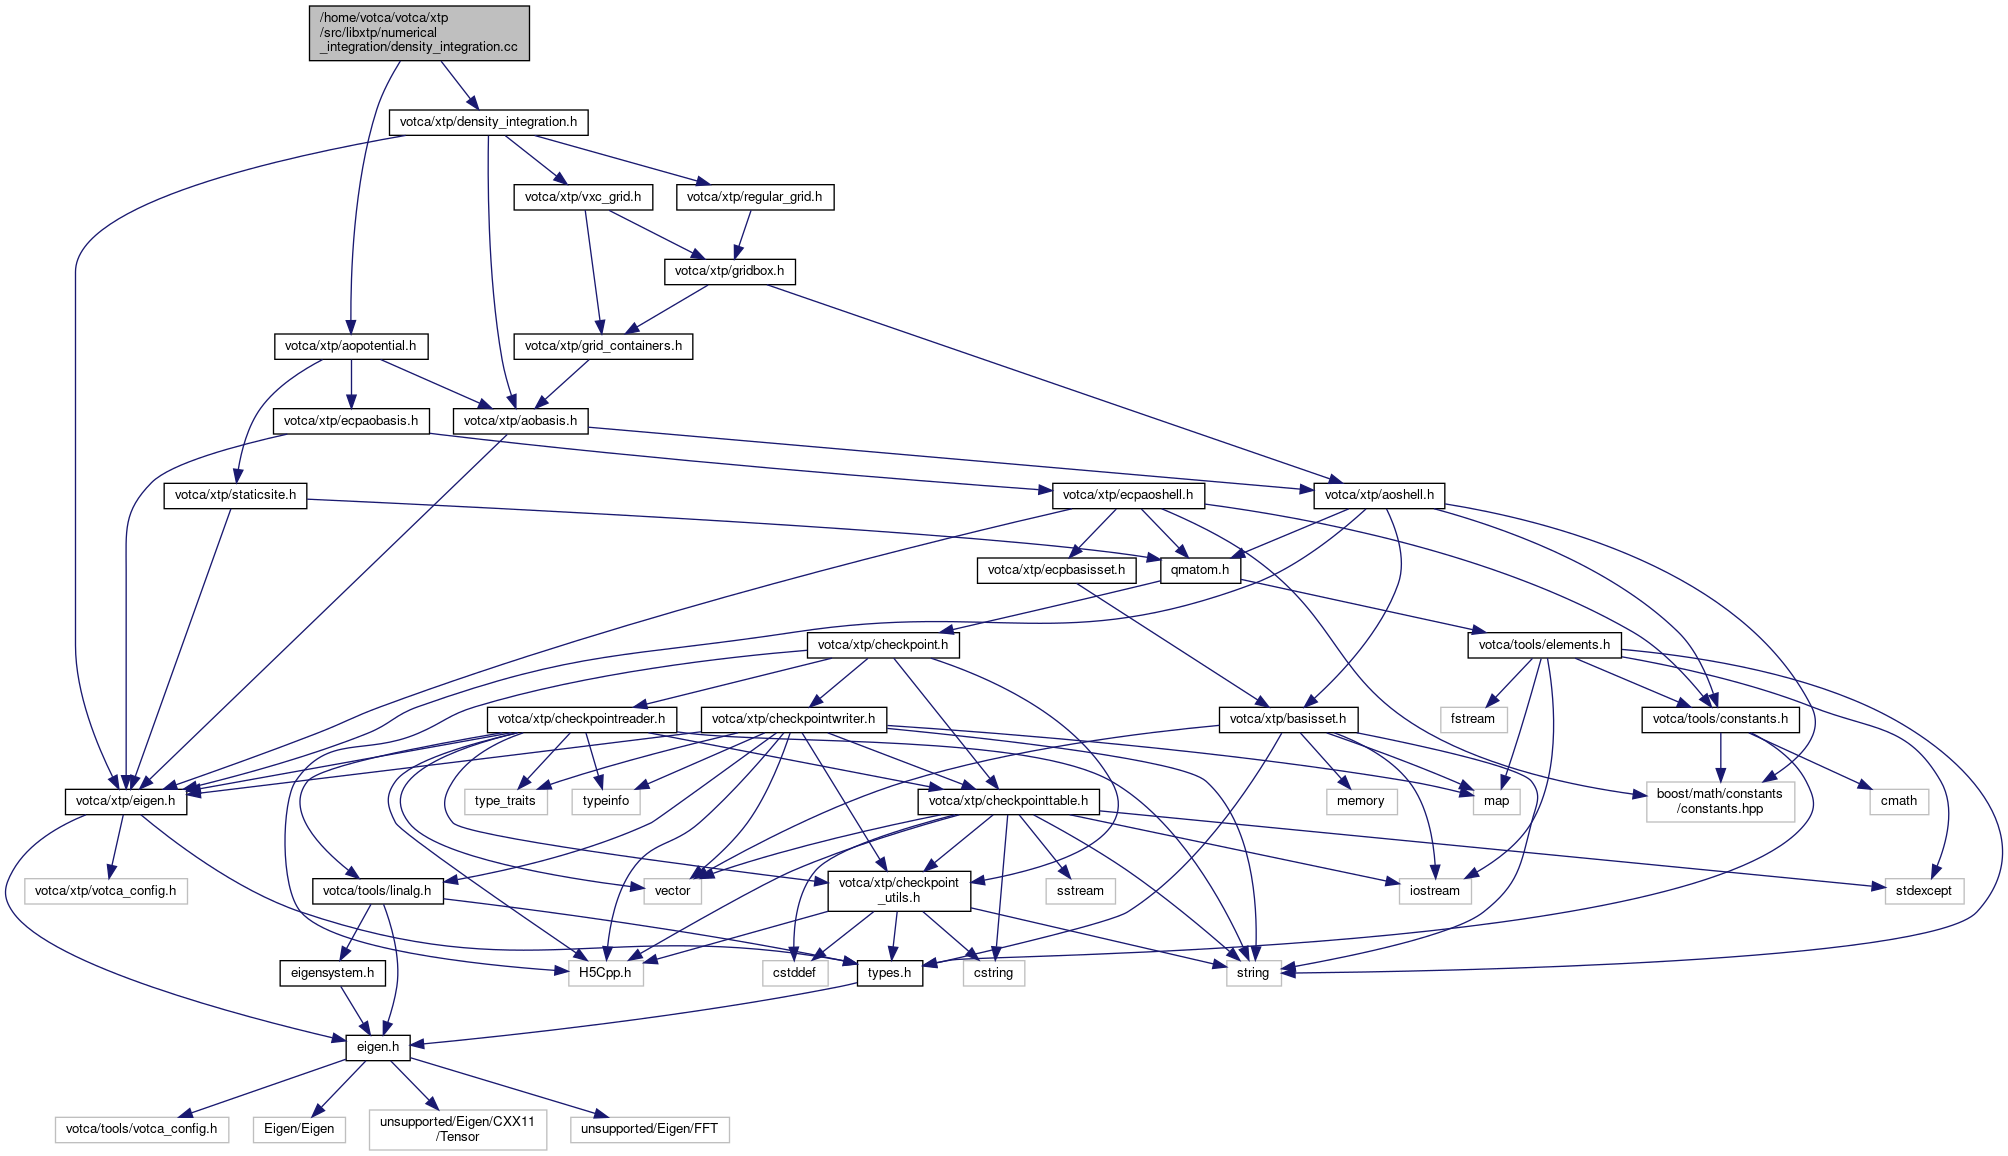 /home/votca/votca/xtp
/src/libxtp/numerical
_integration/density_integration.cc
votca/xtp/density_integration.h
votca/xtp/vxc_grid.h
votca/xtp/regular_grid.h
votca/xtp/gridbox.h
votca/xtp/aopotential.h
votca/xtp/grid_containers.h
votca/xtp/ecpaobasis.h
votca/xtp/aobasis.h
votca/xtp/staticsite.h
votca/xtp/ecpaoshell.h
votca/xtp/aoshell.h
votca/xtp/ecpbasisset.h
qmatom.h
votca/xtp/checkpoint.h
votca/tools/elements.h
votca/xtp/checkpointreader.h
votca/xtp/checkpointwriter.h
votca/xtp/basisset.h
fstream
votca/tools/constants.h
votca/xtp/eigen.h
type_traits
typeinfo
votca/xtp/checkpointtable.h
memory
map
boost/math/constants
/constants.hpp
cmath
votca/xtp/votca_config.h
votca/tools/linalg.h
vector
votca/xtp/checkpoint
_utils.h
sstream
iostream
stdexcept
eigensystem.h
H5Cpp.h
cstddef
types.h
cstring
string
eigen.h
votca/tools/votca_config.h
Eigen/Eigen
unsupported/Eigen/CXX11
/Tensor
unsupported/Eigen/FFT